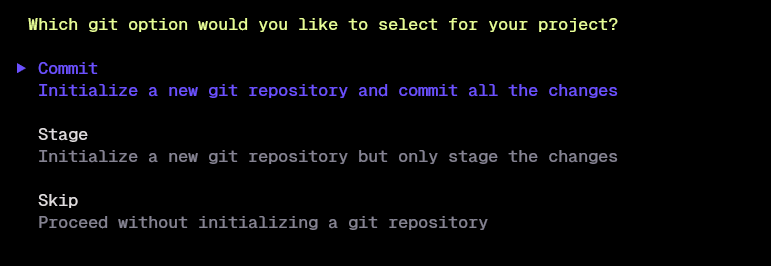 Which git option would you like to select for your project?
Commit
Initialize a new git repository and commit all the changes
Stage
Initialize a new git repository but only stage the changes
Skip
Proceed without initializing a git repository